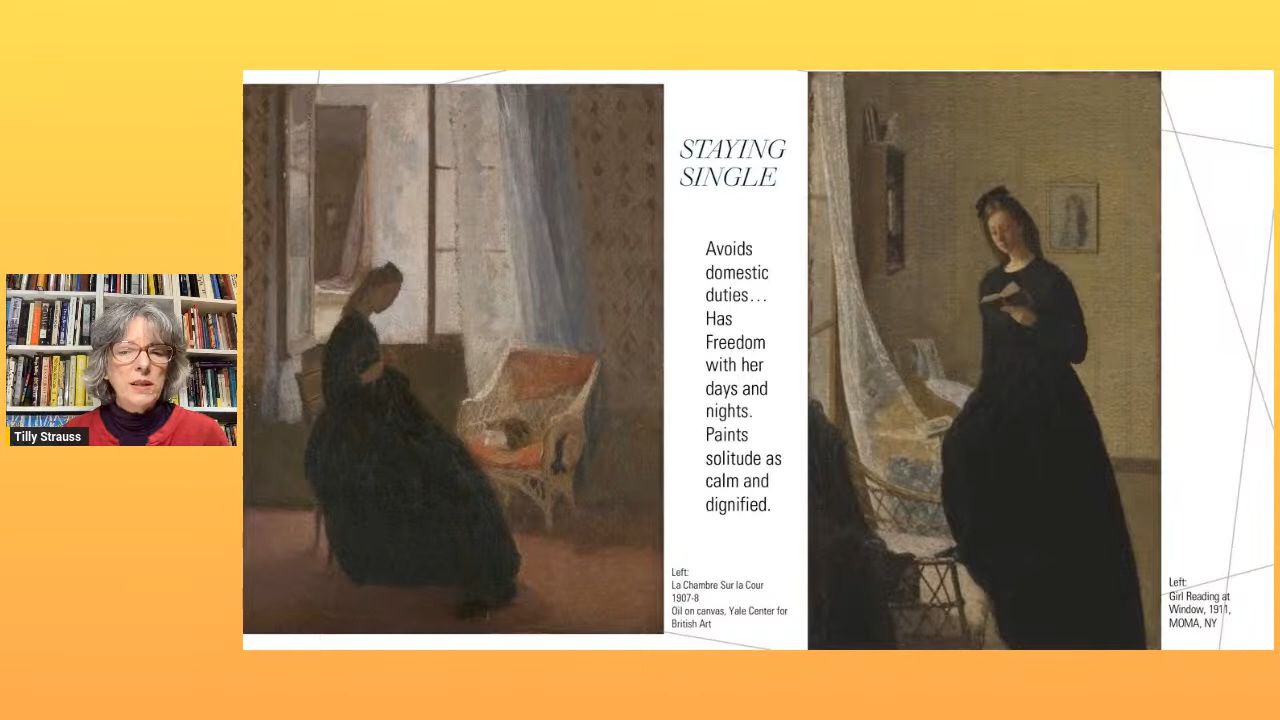 STAYING
SINGLE
Avoids
domestic
duties…
Has
Freedom
with her
days and
nights.
Paints
solitude as
calm and
dignified.
Left:
La Chambre Sur la Cour
1907-8
Oil on canvas, Yale Center for
British Art
Left:
Girl Reading at
Window, 1911,
MOMA, NY
Tilly Strauss